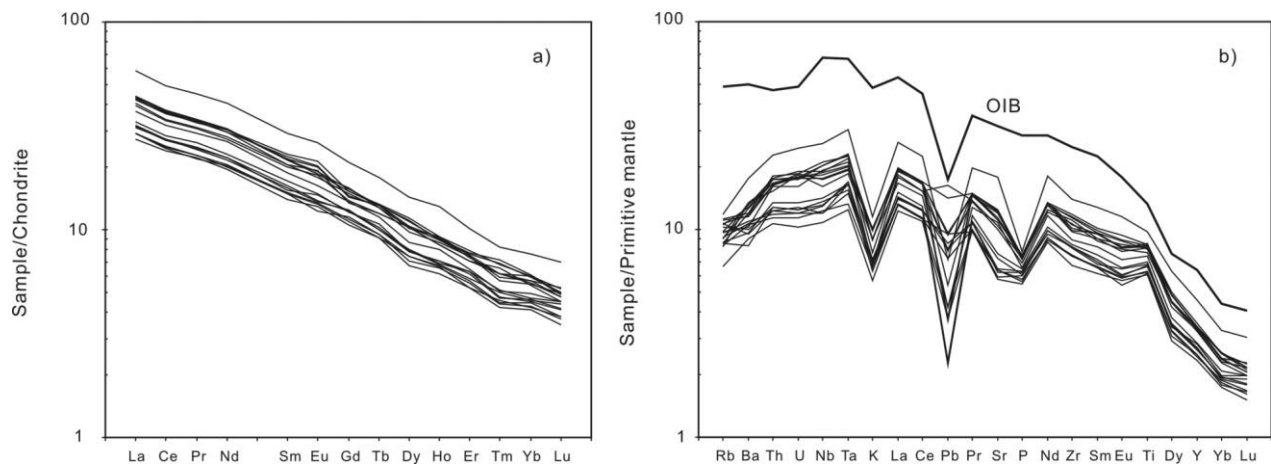 100
10
1
Sample/Chondrite
a)
La Ce Pr Nd Sm Eu Gd Tb Dy Ho Er Tm Yb Lu
100
10
1
Sample/Primitive mantle
b)
OIB
Rb Ba Th U Nb Ta K La Ce Pb Pr Sr P Nd Zr Sm Eu Ti Dy Y Yb Lu